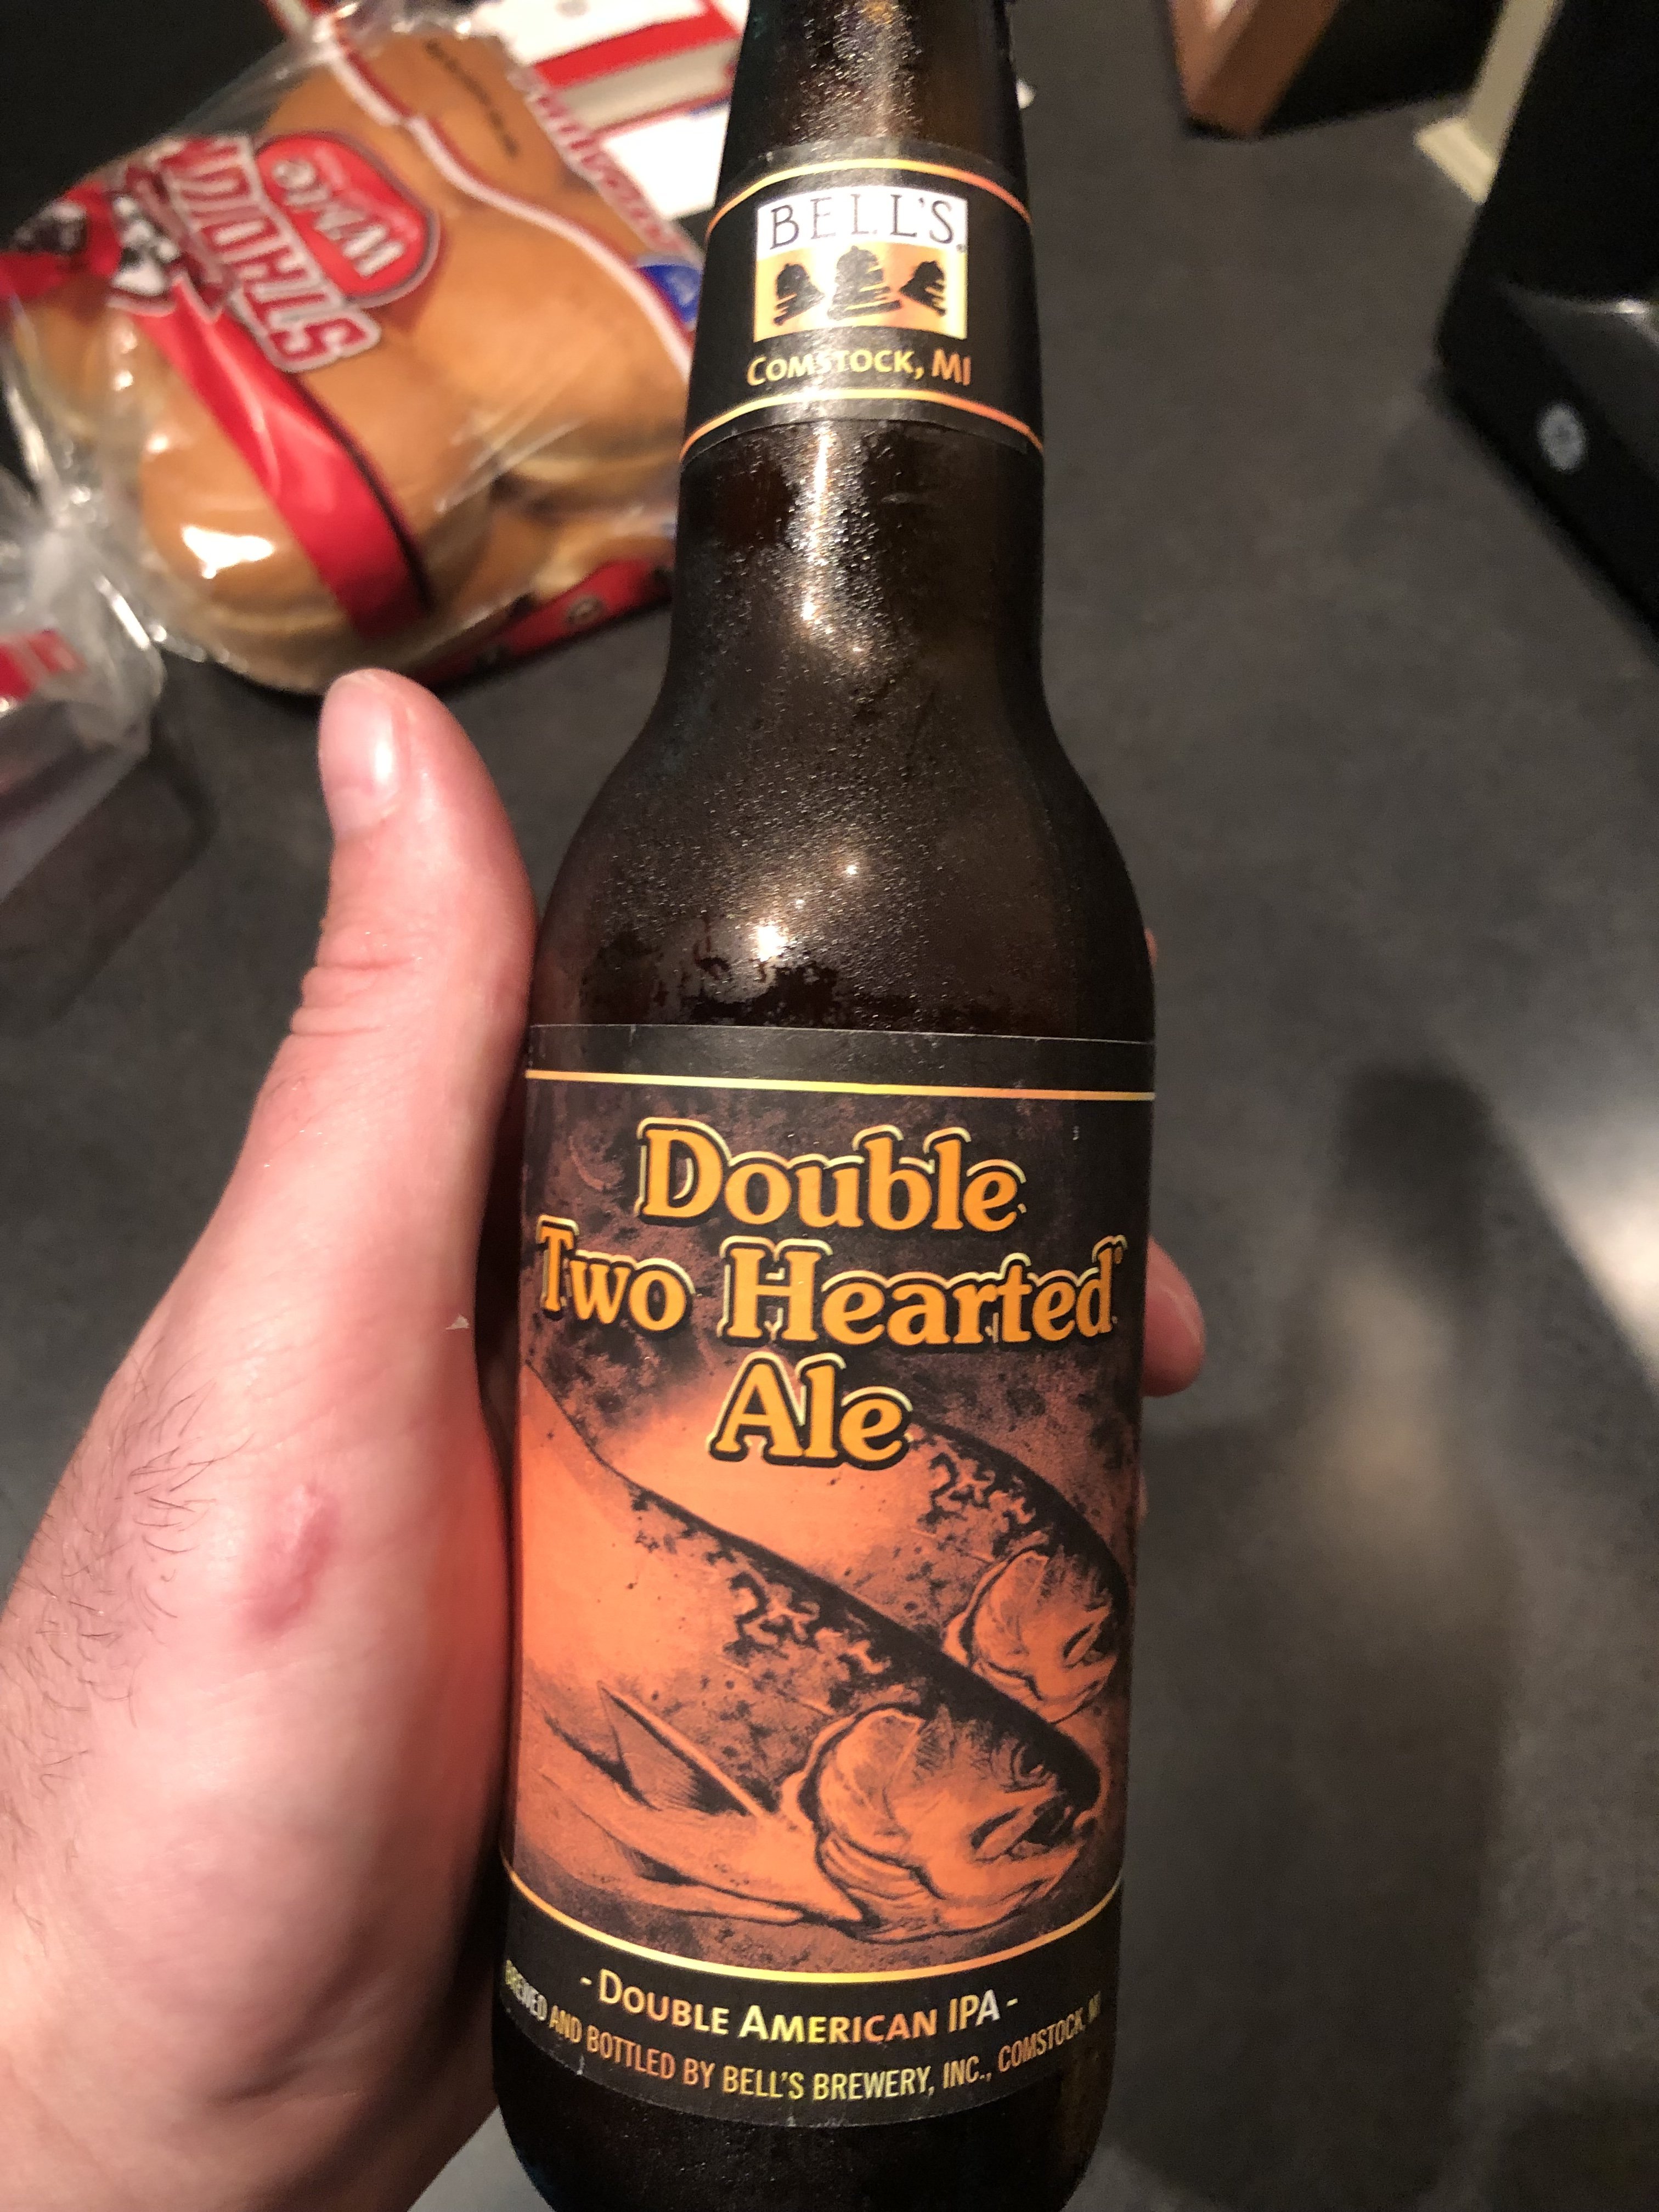 BELL'S
COMSTOCK, MI
Double
Two Hearted®
Ale
- DOUBLE AMERICAN IPA -
BREWED AND BOTTLED BY BELL'S BREWERY, INC., COMSTOCK, MI